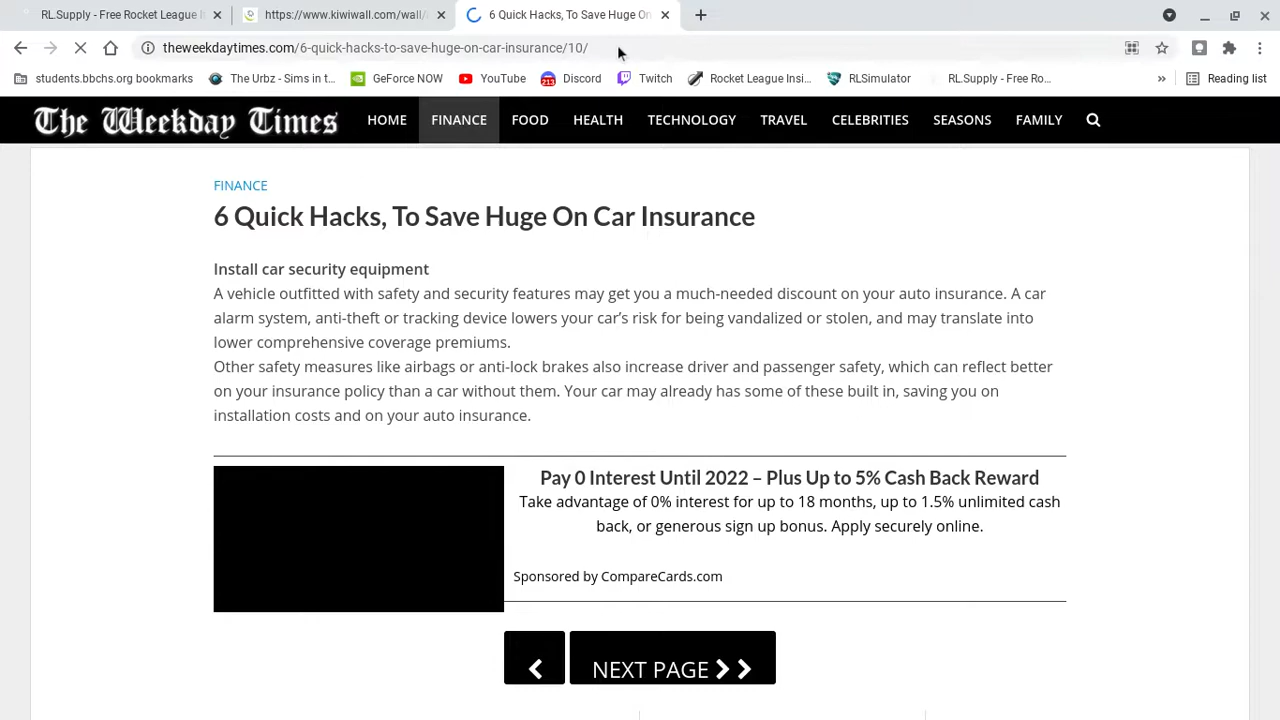 RL.Supply - Free Rocket League I
https://www.kiwiwall.com/wall/
6 Quick Hacks, To Save Huge On
theweekdaytimes.com/6-quick-hacks-to-save-huge-on-car-insurance/10/
students.bbchs.org bookmarks
The Urbz - Sims in t...
GeForce NOW
YouTube
213
Discord
Twitch
Rocket League Insi...
RLSimulator
RL.Supply - Free Ro...
»
Reading list
The Weekday Times
HOME
FINANCE
FOOD
HEALTH
TECHNOLOGY
TRAVEL
CELEBRITIES
SEASONS
FAMILY
FINANCE
6 Quick Hacks, To Save Huge On Car Insurance
Install car security equipment
A vehicle outfitted with safety and security features may get you a much-needed discount on your auto insurance. A car
alarm system, anti-theft or tracking device lowers your car’s risk for being vandalized or stolen, and may translate into
lower comprehensive coverage premiums.
Other safety measures like airbags or anti-lock brakes also increase driver and passenger safety, which can reflect better
on your insurance policy than a car without them. Your car may already has some of these built in, saving you on
installation costs and on your auto insurance.
Pay 0 Interest Until 2022 – Plus Up to 5% Cash Back Reward
Take advantage of 0% interest for up to 18 months, up to 1.5% unlimited cash
back, or generous sign up bonus. Apply securely online.
Sponsored by CompareCards.com
NEXT PAGE